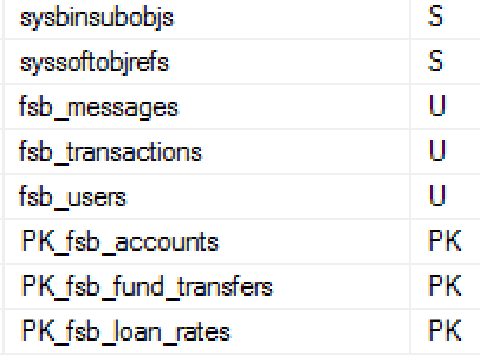 sysbinsubobjs S
syssoftobjrefs S
fsb_messages U
fsb_transactions U
fsb_users U
PK_fsb_accounts PK
PK_fsb_fund_transfers PK
PK_fsb_loan_rates PK